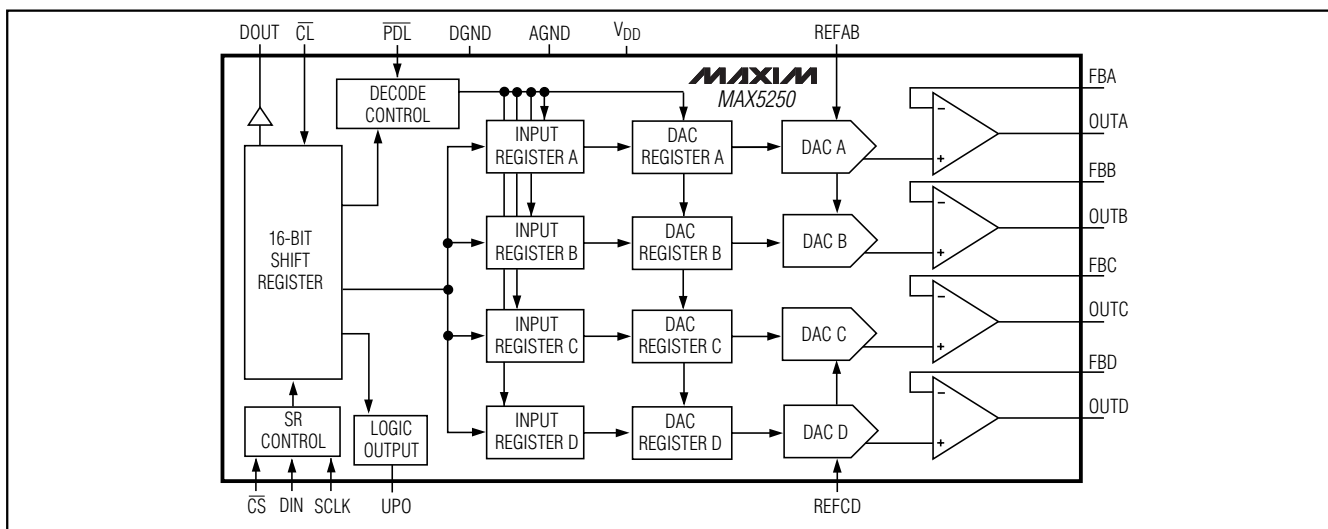 DOUT
CL
PDL
DGND
AGND
VDD
REFAB
MAXIM
MAX5250
DECODE
CONTROL
16-BIT
SHIFT
REGISTER
SR
CONTROL
LOGIC
OUTPUT
INPUT
REGISTER A
DAC
REGISTER A
DAC A
INPUT
REGISTER B
DAC
REGISTER B
DAC B
INPUT
REGISTER C
DAC
REGISTER C
DAC C
INPUT
REGISTER D
DAC
REGISTER D
DAC D
−
+
−
+
−
+
−
+
FBA
OUTA
FBB
OUTB
FBC
OUTC
FBD
OUTD
CS
DIN
SCLK
UPO
REFCD